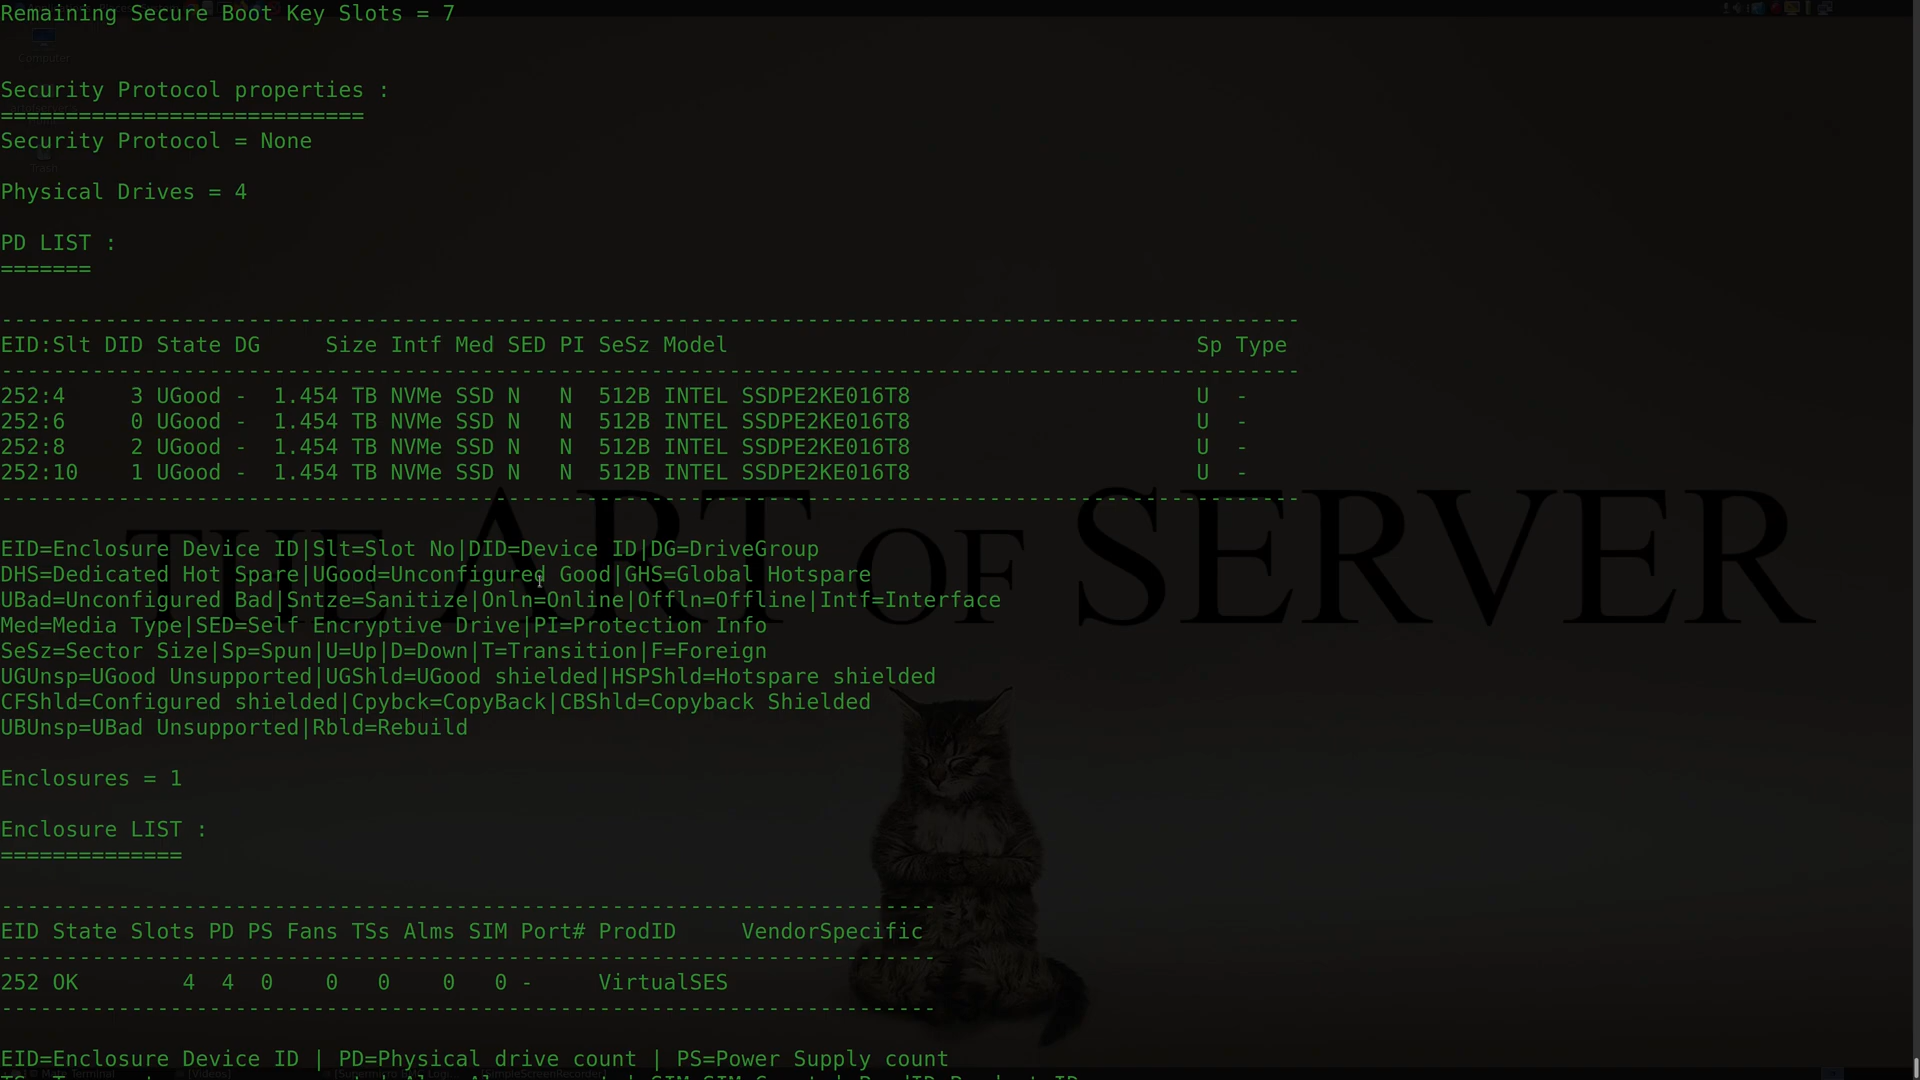 Remaining Secure Boot Key Slots = 7
Computer
Security Protocol properties :
============================
Security Protocol = None
Trash
Physical Drives = 4
PD LIST :
=======
----------------------------------------------------------------------------------------------------
EID:Slt DID State DG     Size Intf Med SED PI SeSz Model                                    Sp Type
----------------------------------------------------------------------------------------------------
252:4     3 UGood -  1.454 TB NVMe SSD N   N  512B INTEL SSDPE2KE016T8                      U  -
252:6     0 UGood -  1.454 TB NVMe SSD N   N  512B INTEL SSDPE2KE016T8                      U  -
252:8     2 UGood -  1.454 TB NVMe SSD N   N  512B INTEL SSDPE2KE016T8                      U  -
252:10    1 UGood -  1.454 TB NVMe SSD N   N  512B INTEL SSDPE2KE016T8                      U  -
----------------------------------------------------------------------------------------------------
THE ART OF SERVER
EID=Enclosure Device ID|Slt=Slot No|DID=Device ID|DG=DriveGroup
DHS=Dedicated Hot Spare|UGood=Unconfigured Good|GHS=Global Hotspare
UBad=Unconfigured Bad|Sntze=Sanitize|Onln=Online|Offln=Offline|Intf=Interface
Med=Media Type|SED=Self Encryptive Drive|PI=Protection Info
SeSz=Sector Size|Sp=Spun|U=Up|D=Down|T=Transition|F=Foreign
UGUnsp=UGood Unsupported|UGShld=UGood shielded|HSPShld=Hotspare shielded
CFShld=Configured shielded|Cpybck=CopyBack|CBShld=Copyback Shielded
UBUnsp=UBad Unsupported|Rbld=Rebuild
Enclosures = 1
Enclosure LIST :
==============
------------------------------------------------------------------------
EID State Slots PD PS Fans TSs Alms SIM Port# ProdID     VendorSpecific
------------------------------------------------------------------------
252 OK        4  4  0    0   0    0   0 -     VirtualSES
------------------------------------------------------------------------
EID=Enclosure Device ID | PD=Physical drive count | PS=Power Supply count